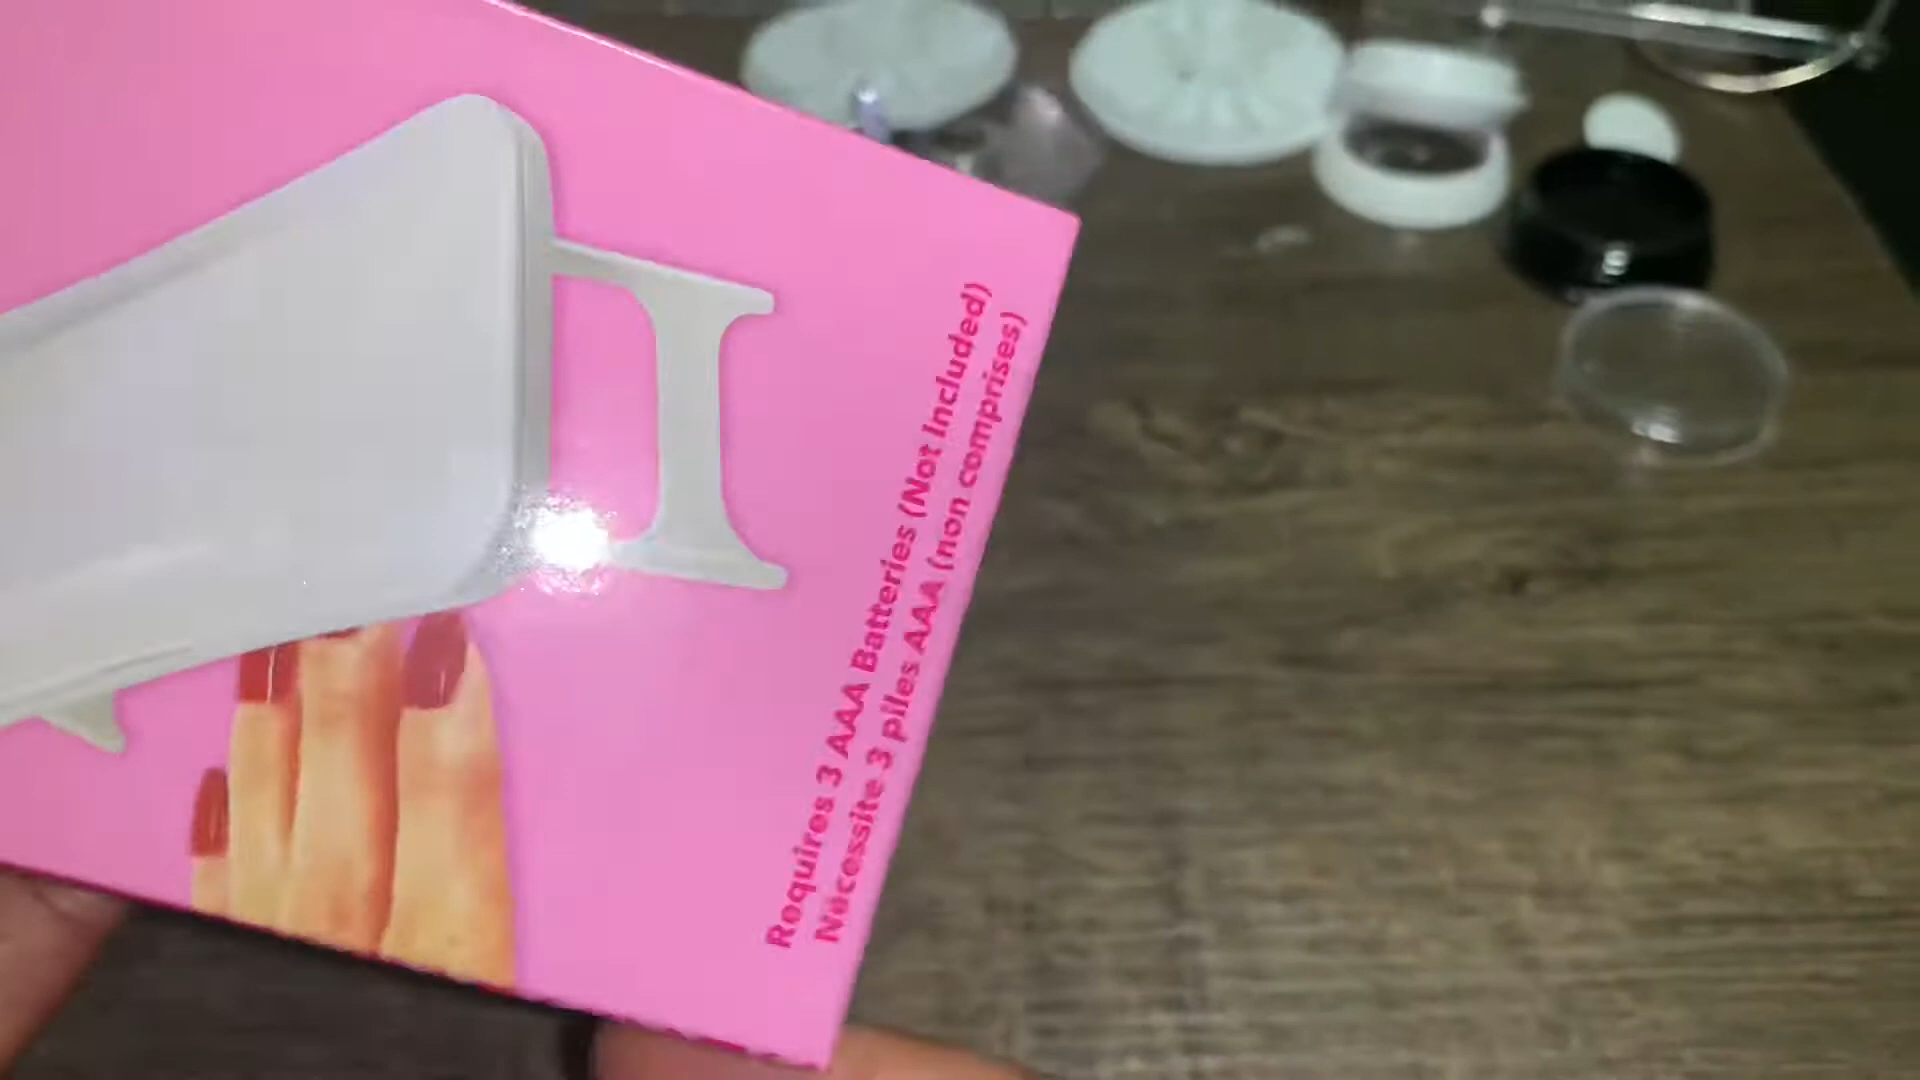 Requires 3 AAA Batteries (Not Included)
Nécessite 3 piles AAA (non comprises)